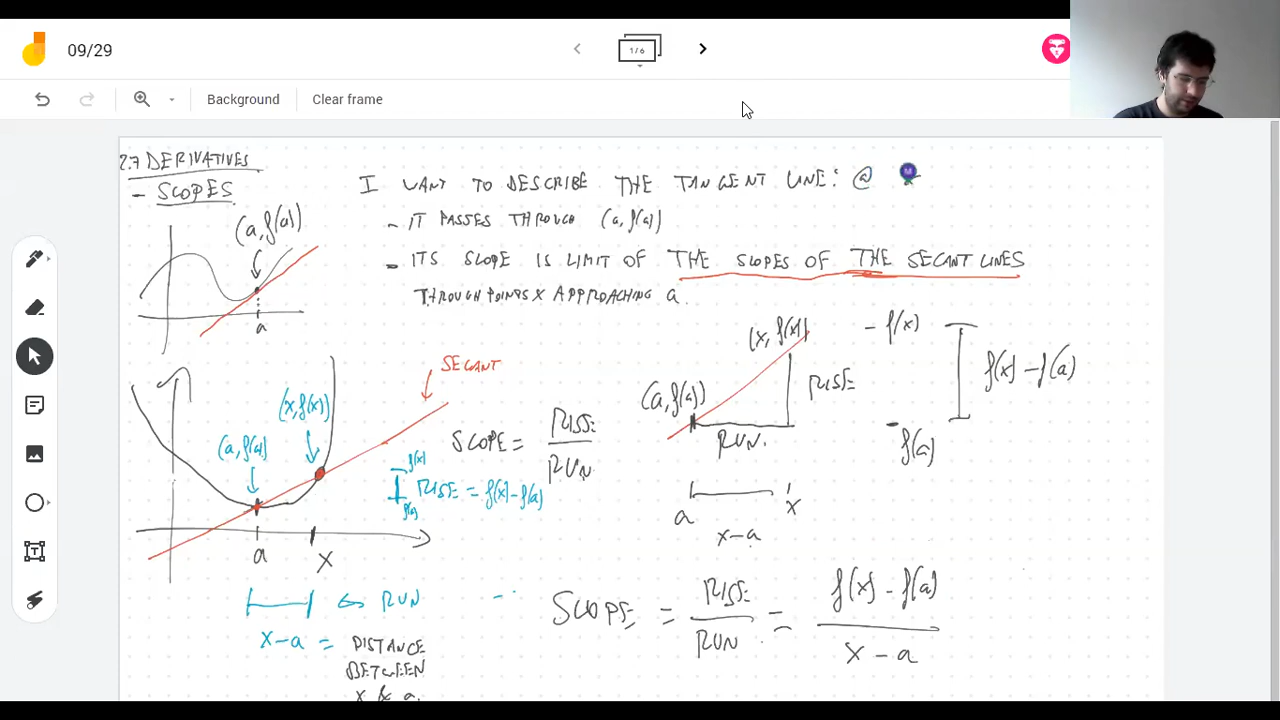 09/29
1/6
Background
Clear frame
2.7 DERIVATIVES
- SLOPES
(a, f(a))
a
I WANT TO DESCRIBE THE TANGENT LINE: @
M
- IT PASSES THROUGH (a, f(a))
- ITS SLOPE IS LIMIT OF THE SLOPES OF THE SECANT LINES
THROUGH POINTS X APPROACHING a.
SECANT
(x, f(x))
(a, f(a))
a
X
SLOPE = RISE
RUN
f(x)
RISE = f(x) - f(a)
f(a)
(x, f(x))
(a, f(a))
RISE
RUN.
- f(x)
f(x) - f(a)
- f(a)
a
x
x-a
← RUN
x-a = DISTANCE
BETWEEN
X & a.
SLOPE = RISE = f(x) - f(a)
RUN x - a